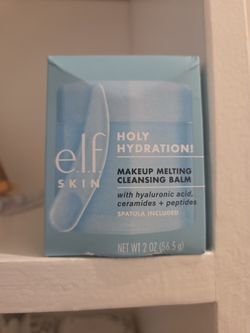 e.l.f
SKIN
HOLY
HYDRATION!
MAKEUP MELTING
CLEANSING BALM
with hyaluronic acid,
ceramides + peptides
SPATULA INCLUDED
NET WT 2 OZ (56.5 g)